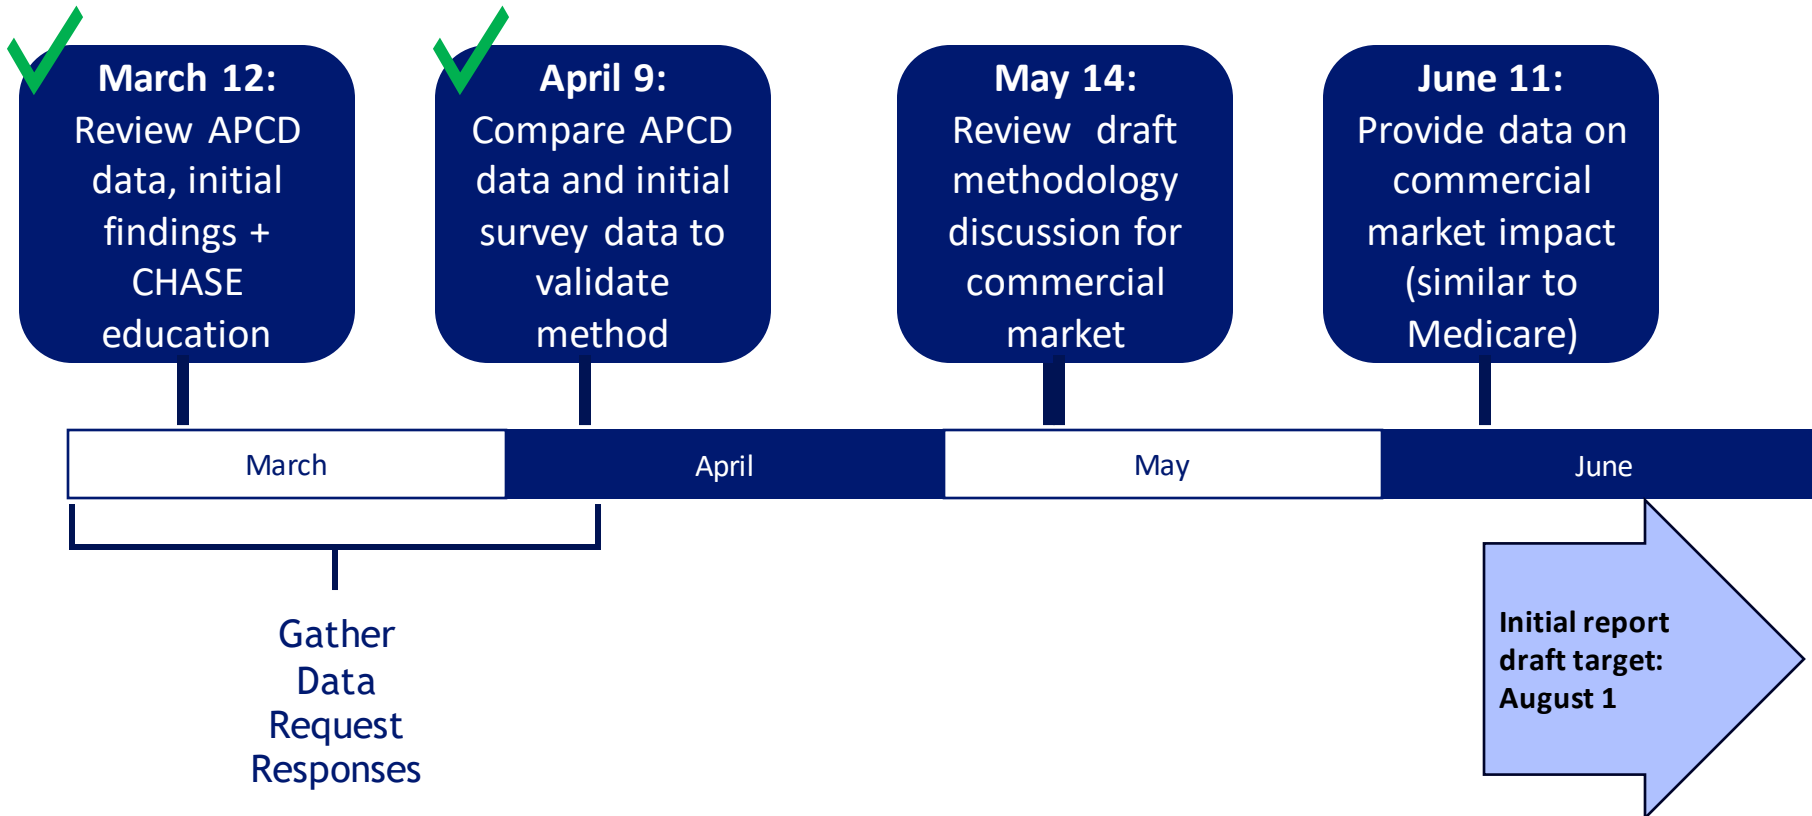 March 12:
Review APCD
data, initial
findings +
CHASE
education
April 9:
Compare APCD
data and initial
survey data to
validate
method
May 14:
Review draft
methodology
discussion for
commercial
market
June 11:
Provide data on
commercial
market impact
(similar to
Medicare)
March
April
May
June
Gather
Data
Request
Responses
Initial report
draft target:
August 1